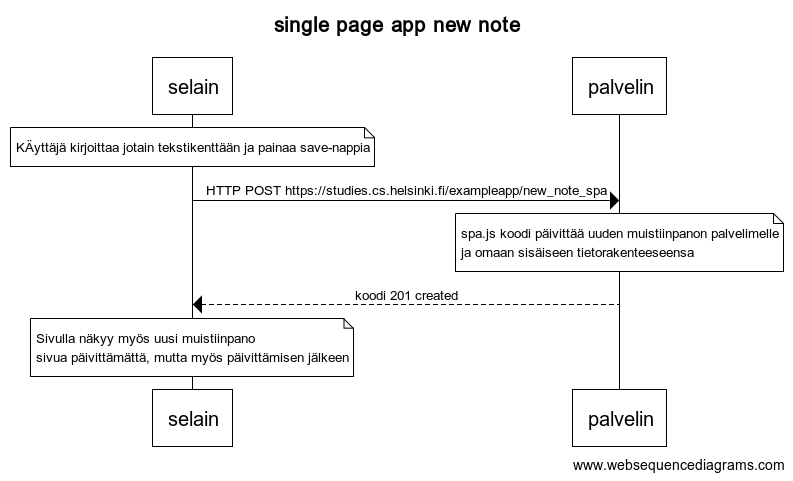 single page app new note
selain
palvelin
KÄyttäjä kirjoittaa jotain tekstikenttään ja painaa save-nappia
HTTP POST https://studies.cs.helsinki.fi/exampleapp/new_note_spa
spa.js koodi päivittää uuden muistiinpanon palvelimelle
ja omaan sisäiseen tietorakenteeseensa
koodi 201 created
Sivulla näkyy myös uusi muistiinpano
sivua päivittämättä, mutta myös päivittämisen jälkeen
selain
palvelin
www.websequencediagrams.com